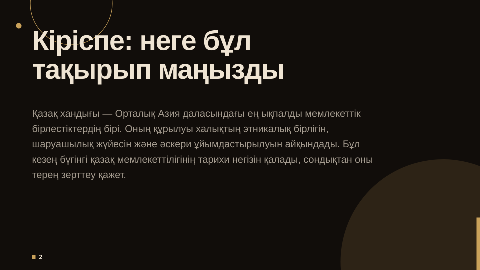 Кіріспе: неге бұл
тақырып маңызды
Қазақ хандығы — Орталық Азия даласындағы ең ықпалды мемлекеттік
бірлестіктердің бірі. Оның құрылуы халықтың этникалық бірлігін,
шаруашылық жүйесін және әскери ұйымдастырылуын айқындады. Бұл
кезең бүгінгі қазақ мемлекеттілігінің тарихи негізін қалады, сондықтан оны
терең зерттеу қажет.
2